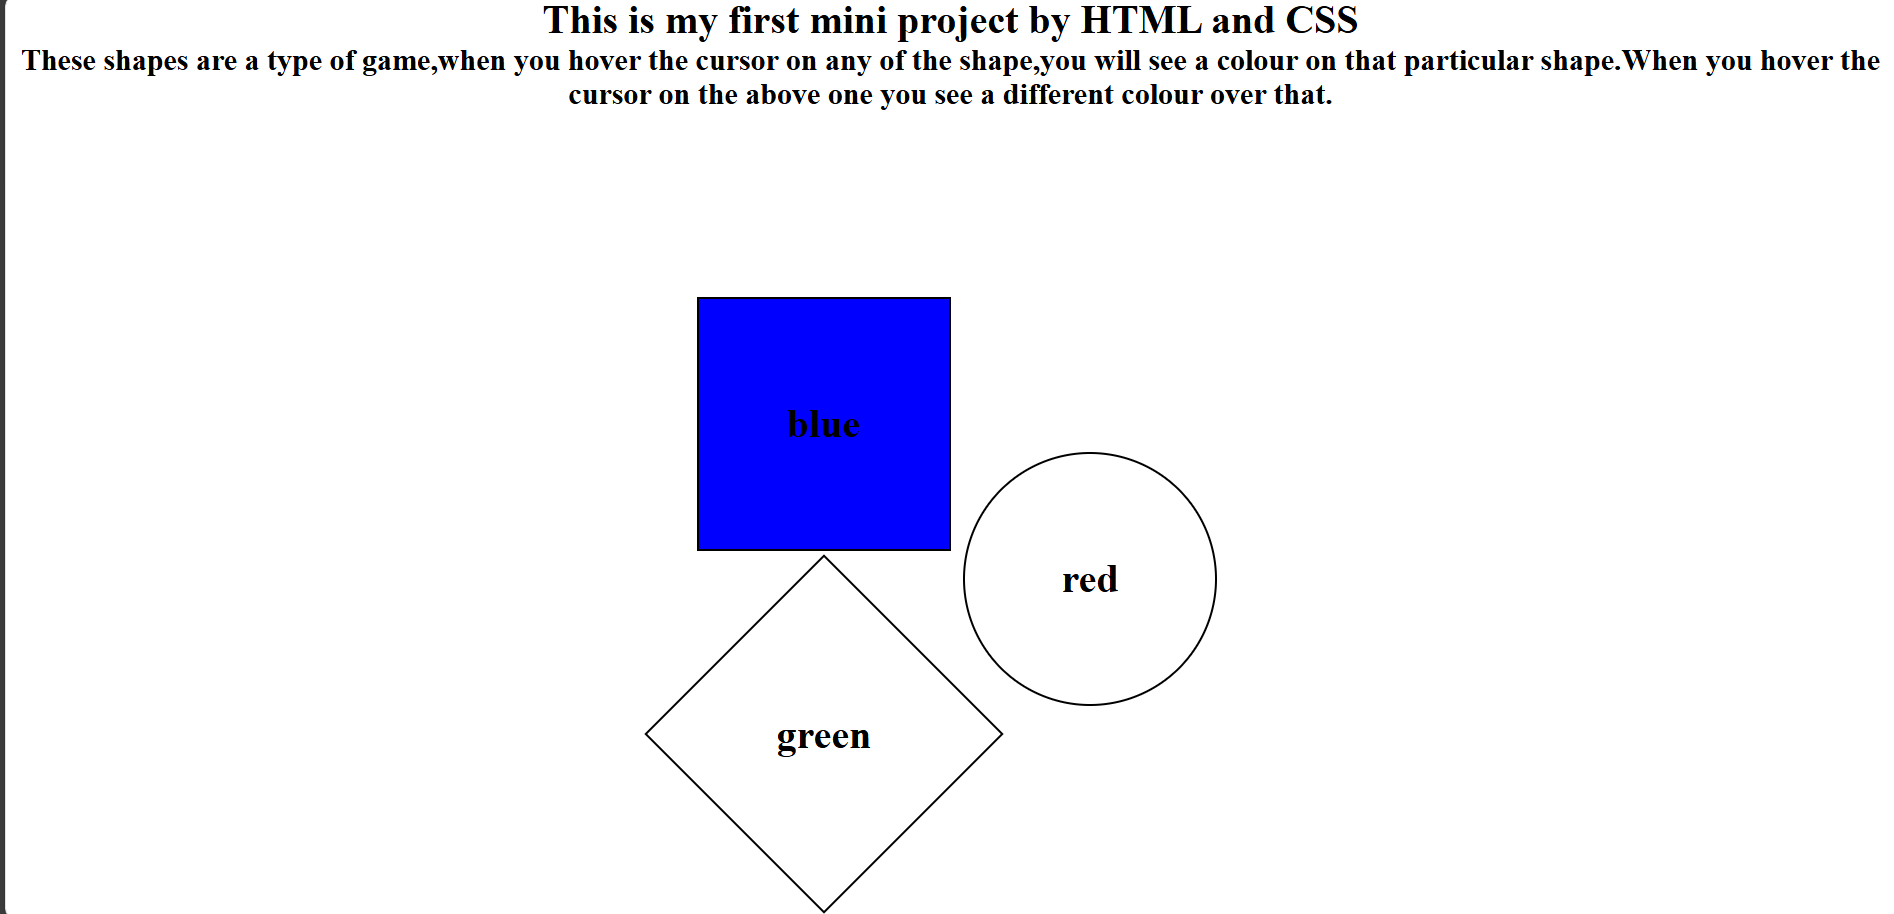 This is my first mini project by HTML and CSS
These shapes are a type of game,when you hover the cursor on any of the shape,you will see a colour on that particular shape.When you hover the
cursor on the above one you see a different colour over that.
blue
red
green